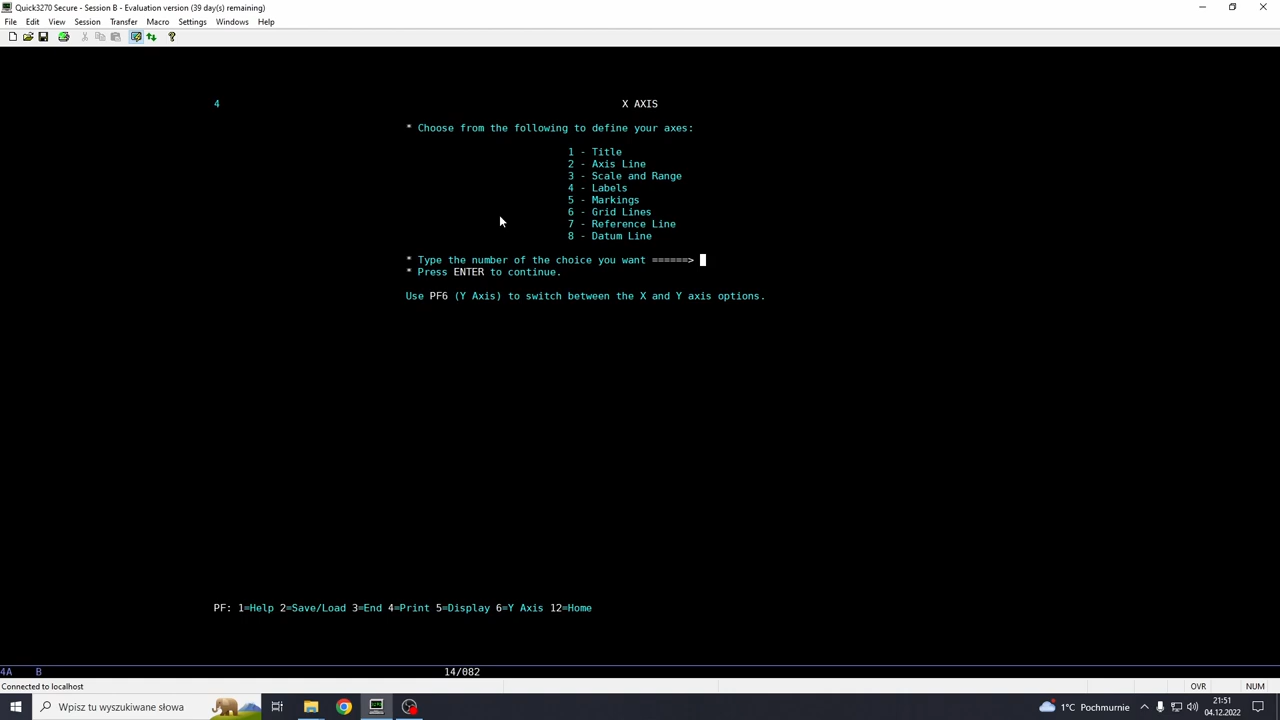 Quick3270 Secure - Session B - Evaluation version (39 day(s) remaining)
File Edit View Session Transfer Macro Settings Windows Help
4 X AXIS
* Choose from the following to define your axes:
1 - Title
2 - Axis Line
3 - Scale and Range
4 - Labels
5 - Markings
6 - Grid Lines
7 - Reference Line
8 - Datum Line
* Type the number of the choice you want ======>
* Press ENTER to continue.
Use PF6 (Y Axis) to switch between the X and Y axis options.
PF: 1=Help 2=Save/Load 3=End 4=Print 5=Display 6=Y Axis 12=Home
4A B 14/082
Connected to localhost OVR NUM
Wpisz tu wyszukiwane słowa 1°C Pochmurnie 21:51
04.12.2022